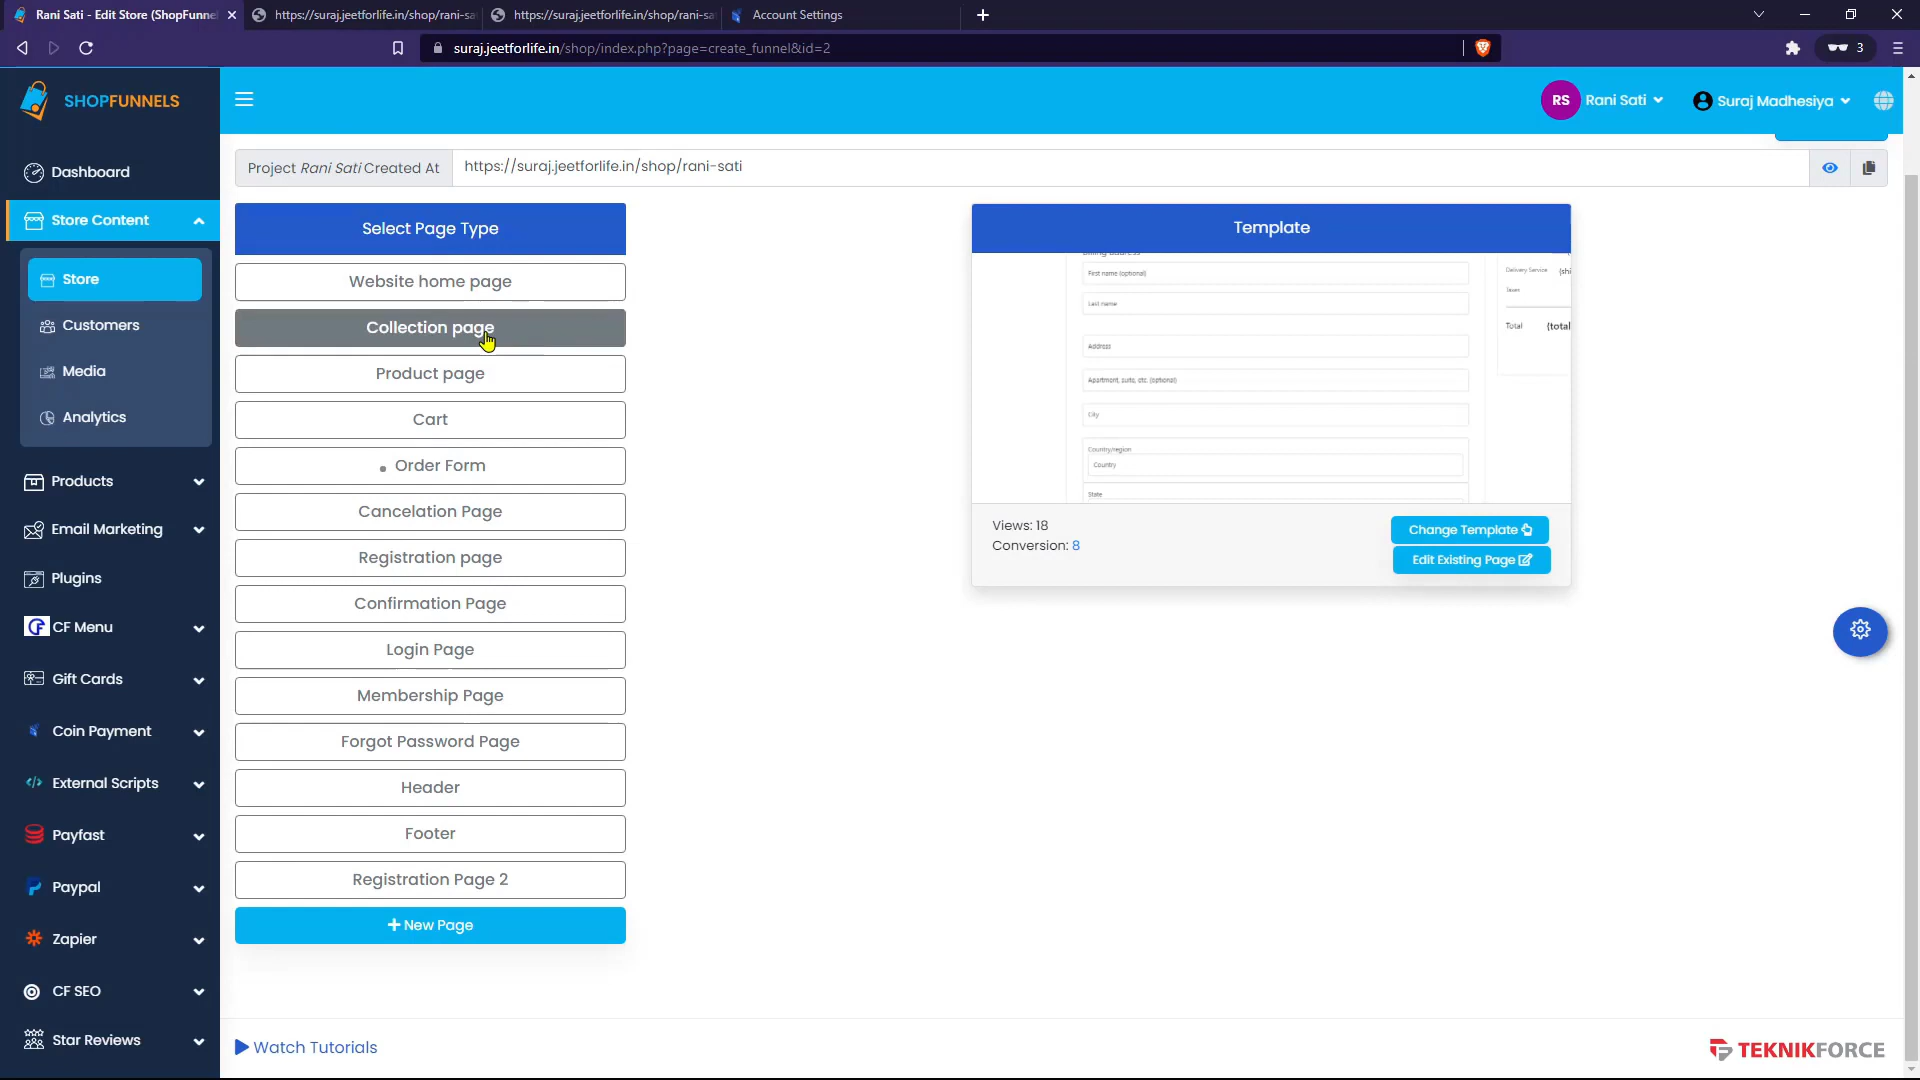 Rani Sati - Edit Store (ShopFunne
https://suraj.jeetforlife.in/shop/rani-sa
https://suraj.jeetforlife.in/shop/rani-sa
Account Settings
suraj.jeetforlife.in/shop/index.php?page=create_funnel&id=2
3
SHOPFUNNELS
RS
Rani Sati
Suraj Madhesiya
Dashboard
Store Content
Store
Customers
Media
Analytics
Products
Email Marketing
Plugins
CF Menu
Gift Cards
Coin Payment
External Scripts
Payfast
Paypal
Zapier
CF SEO
Star Reviews
Project Rani Sati Created At
https://suraj.jeetforlife.in/shop/rani-sati
Select Page Type
Website home page
Collection page
Product page
Cart
Order Form
Cancelation Page
Registration page
Confirmation Page
Login Page
Membership Page
Forgot Password Page
Header
Footer
Registration Page 2
New Page
Template
First name (optional)
Last name
Address
Apartment, suite, etc. (optional)
City
Country/region
Country
State
Delivery Service (shi
Taxes
Total (total
Views: 18
Conversion: 8
Change Template
Edit Existing Page
Watch Tutorials
TEKNIKFORCE